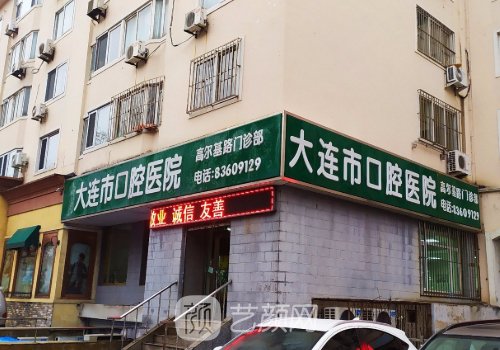 大连市口腔医院
高尔基路门诊部
电话:83609129
大连市口腔医院
高尔基路门诊部
电话:83609129
敬业 诚信 友善
颜 艺颜网